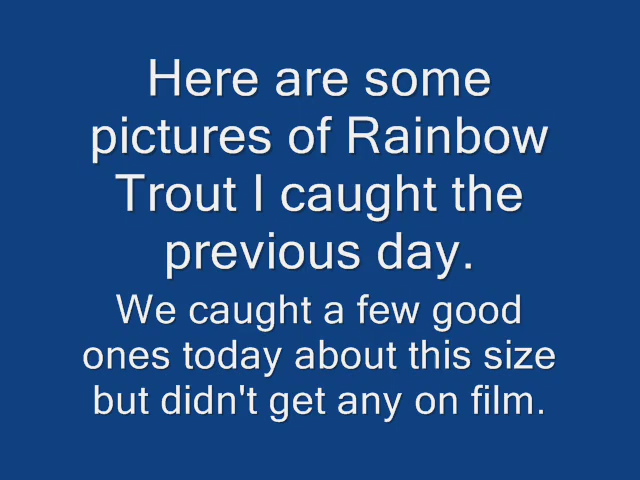 Here are some
pictures of Rainbow
Trout I caught the
previous day.
We caught a few good
ones today about this size
but didn't get any on film.